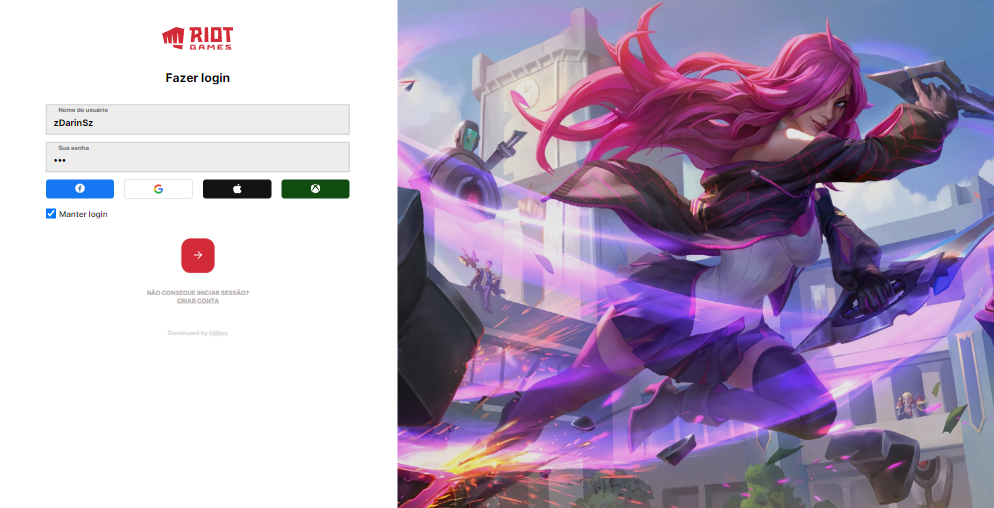 RIOT
GAMES
Fazer login
Nome de usuário
zDarinSz
Sua senha
•••
Manter login
NÃO CONSEGUE INICIAR SESSÃO?
CRIAR CONTA
Developed by